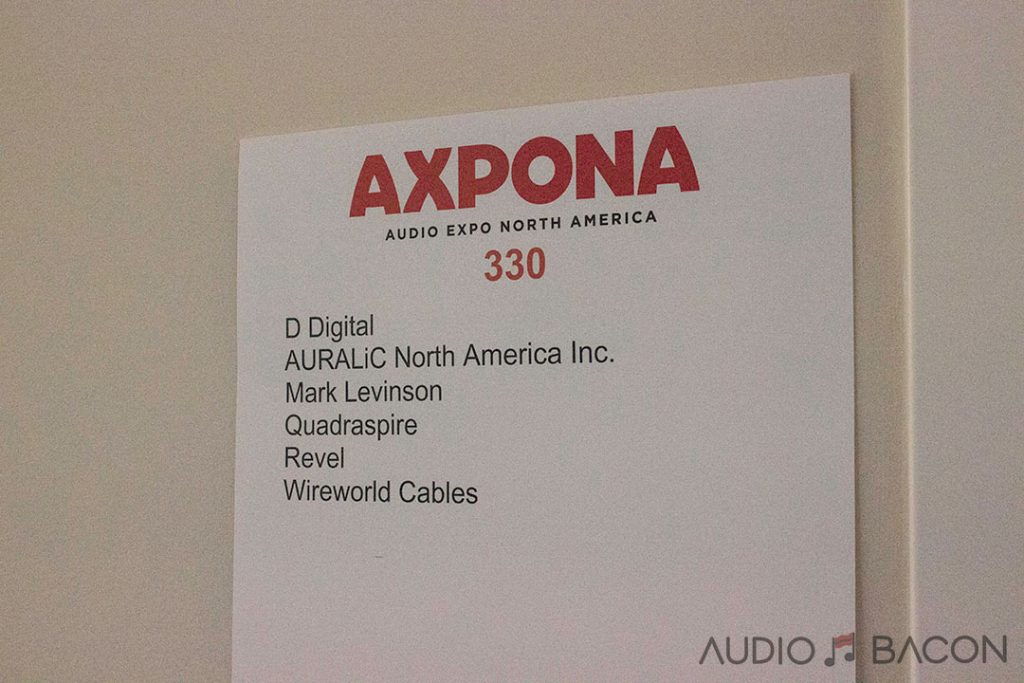 AXPONA
AUDIO EXPO NORTH AMERICA
330
D Digital
AURALiC North America Inc.
Mark Levinson
Quadraspire
Revel
Wireworld Cables
AUDIO BACON